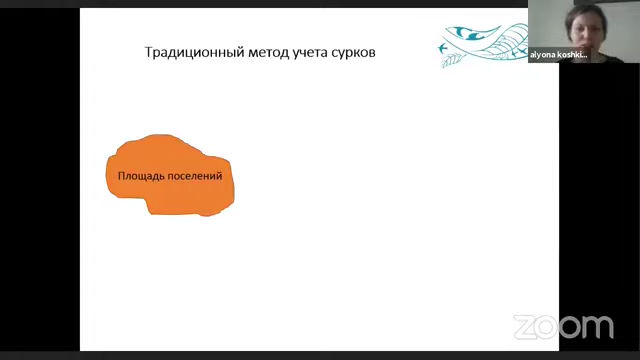 Традиционный метод учета сурков
alyona koshki...
Площадь поселений
zoom